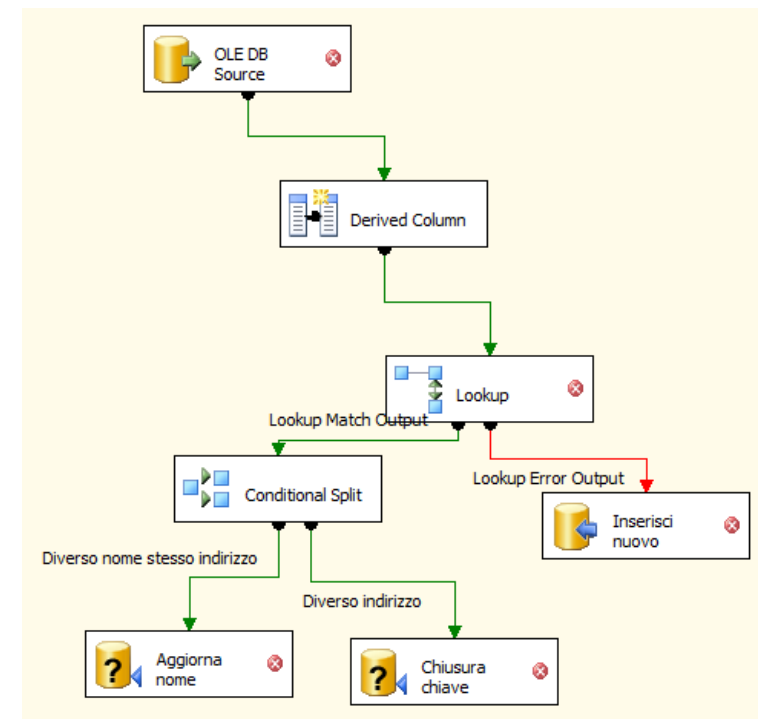 OLE DB
Source
Derived Column
Lookup
Lookup Match Output
Lookup Error Output
Conditional Split
Inserisci
nuovo
Diverso nome stesso indirizzo
Diverso indirizzo
Aggiorna
nome
Chiusura
chiave